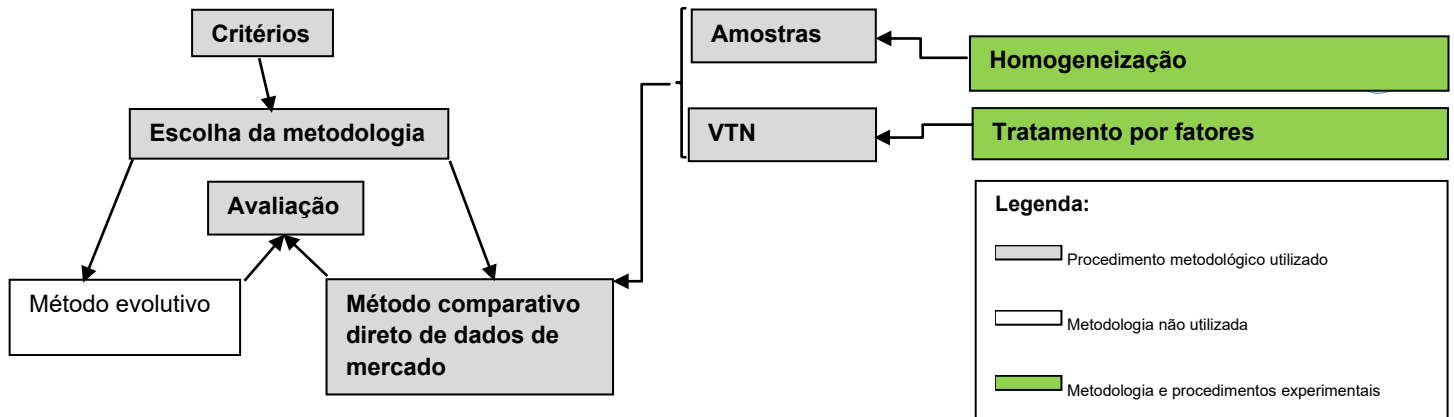 Critérios
Escolha da metodologia
Avaliação
Método evolutivo
Método comparativo
direto de dados de
mercado
Amostras
VTN
Homogeneização
Tratamento por fatores
Legenda:
Procedimento metodológico utilizado
Metodologia não utilizada
Metodologia e procedimentos experimentais